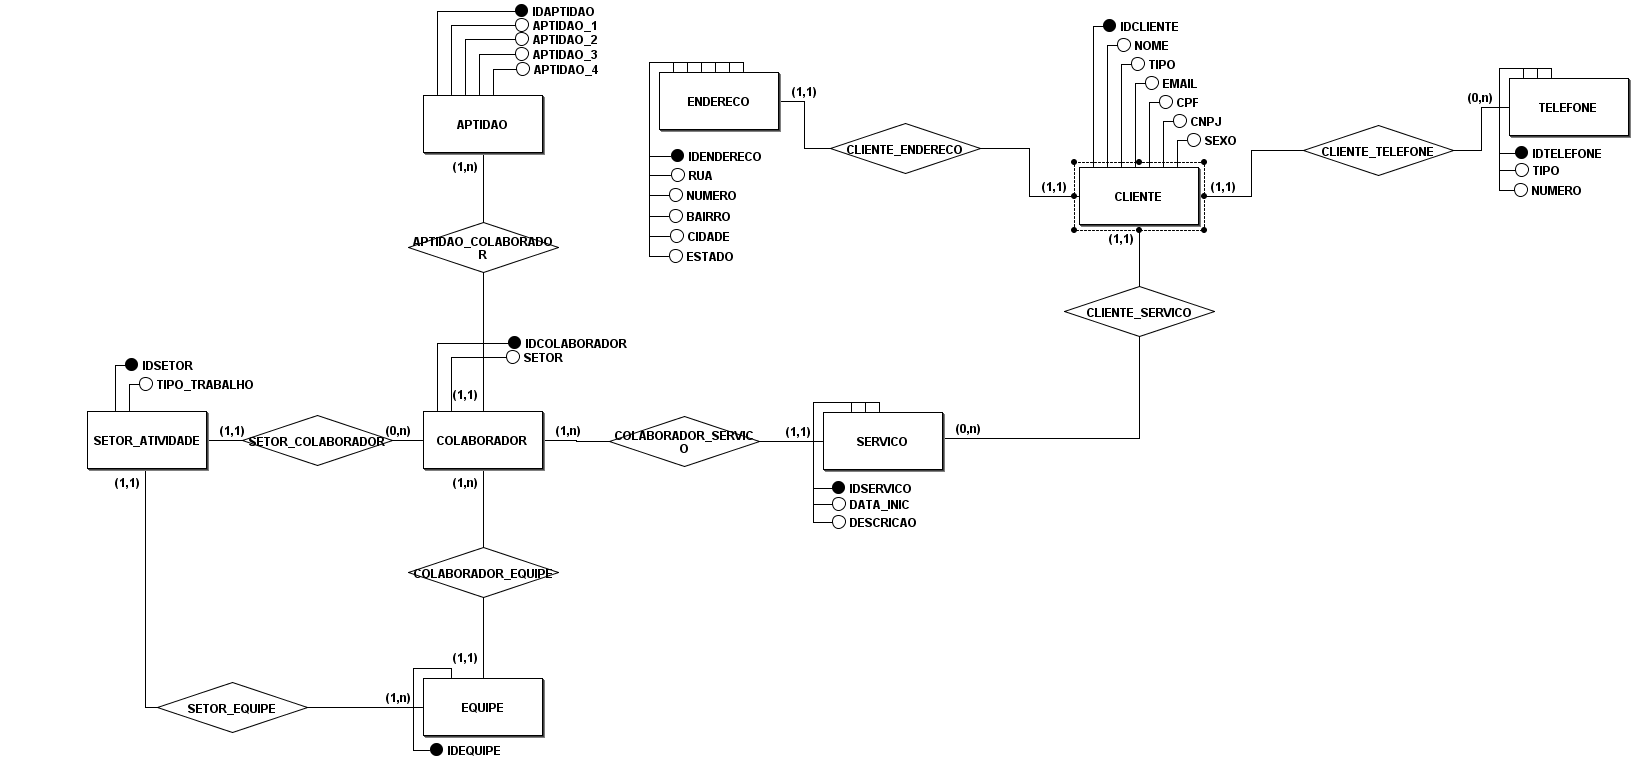 IDAPTIDAO
APTIDAO_1
APTIDAO_2
APTIDAO_3
APTIDAO_4
APTIDAO
(1,n)
APTIDAO_COLABORADO
R
IDCOLABORADOR
SETOR
(1,1)
ENDERECO
(1,1)
IDENDERECO
RUA
NUMERO
BAIRRO
CIDADE
ESTADO
CLIENTE_ENDERECO
(1,1)
IDCLIENTE
NOME
TIPO
EMAIL
CPF
CNPJ
SEXO
CLIENTE
(1,1)
(1,1)
CLIENTE_TELEFONE
(0,n)
TELEFONE
IDTELEFONE
TIPO
NUMERO
CLIENTE_SERVICO
IDSETOR
TIPO_TRABALHO
SETOR_ATIVIDADE
(1,1)
SETOR_COLABORADOR
(0,n)
COLABORADOR
(1,n)
COLABORADOR_SERVIC
O
(1,1)
SERVICO
(0,n)
IDSERVICO
DATA_INIC
DESCRICAO
(1,1)
(1,n)
COLABORADOR_EQUIPE
(1,1)
SETOR_EQUIPE
(1,n)
EQUIPE
IDEQUIPE